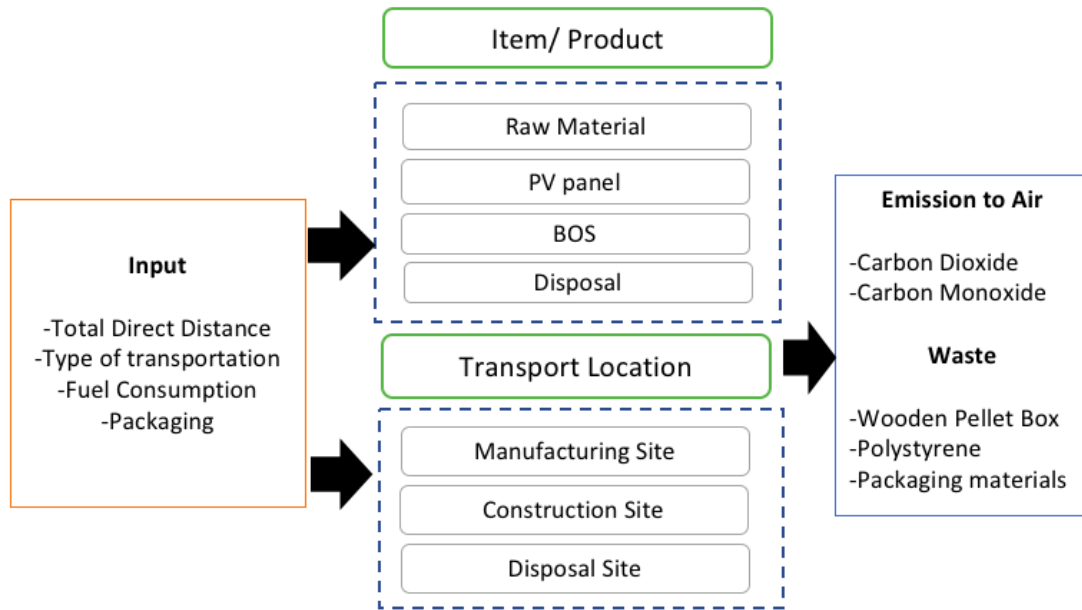 Item/ Product
Raw Material
PV panel
BOS
Disposal
Input
-Total Direct Distance
-Type of transportation
-Fuel Consumption
-Packaging
Transport Location
Manufacturing Site
Construction Site
Disposal Site
Emission to Air
-Carbon Dioxide
-Carbon Monoxide
Waste
-Wooden Pellet Box
-Polystyrene
-Packaging materials